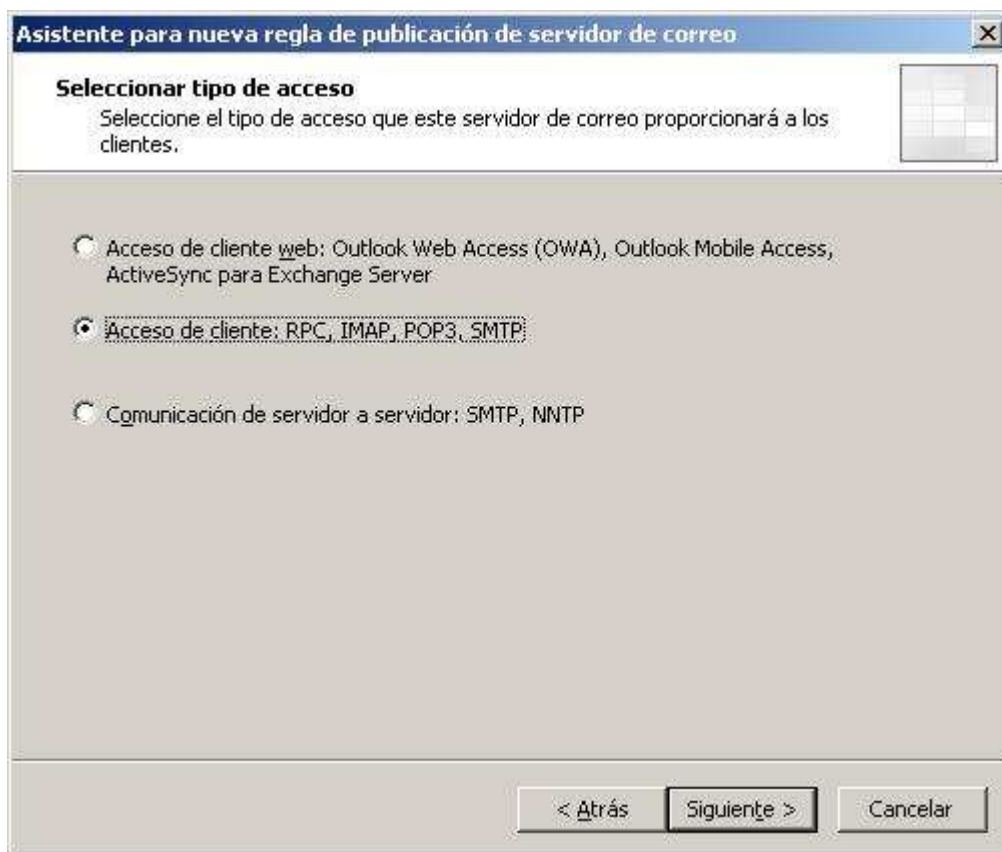 Asistente para nueva regla de publicación de servidor de correo
Seleccionar tipo de acceso
Seleccione el tipo de acceso que este servidor de correo proporcionará a los
clientes.
Acceso de cliente web: Outlook Web Access (OWA), Outlook Mobile Access,
ActiveSync para Exchange Server
Acceso de cliente: RPC, IMAP, POP3, SMTP
Comunicación de servidor a servidor: SMTP, NNTP
< Atrás Siguiente > Cancelar